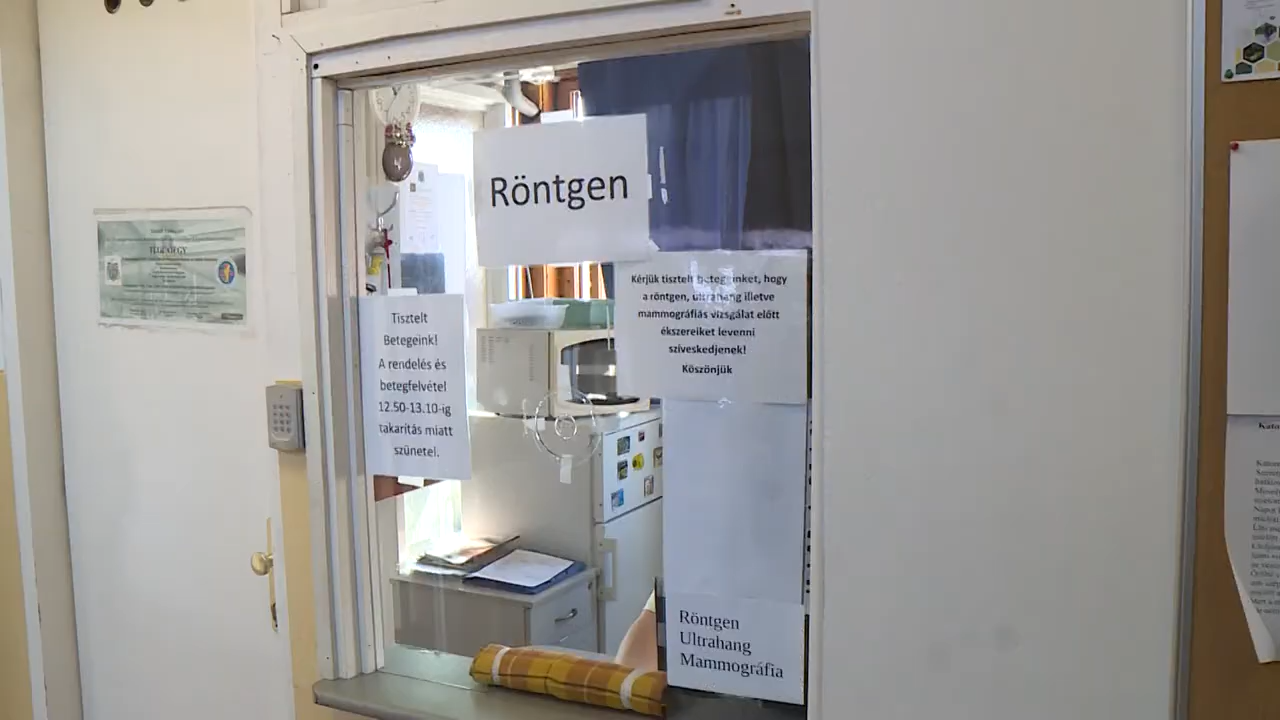 Röntgen
Kérjük tisztelt betegeinket, hogy
a röntgen, ultrahang illetve
mammográfiás vizsgálat előtt
ékszereiket levenni
szíveskedjenek!
Köszönjük
Tisztelt
Betegeink!
A rendelés és
betegfelvétel
12.50-13.10-ig
takarítás miatt
szünetel.
Röntgen
Ultrahang
Mammográfia